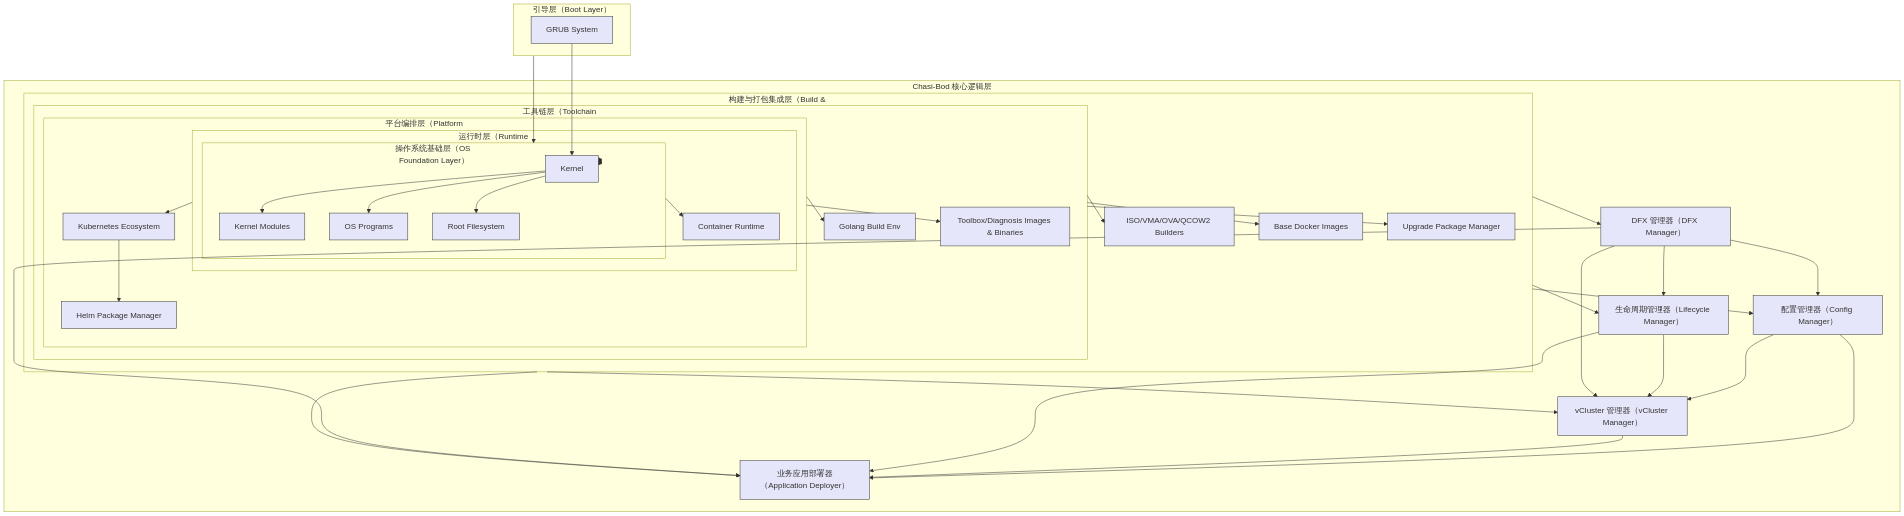 引导层（Boot Layer）
GRUB System
Chasi-Bod 核心逻辑层
构建与打包集成层（Build &
工具链层（Toolchain
平台编排层（Platform
运行时层（Runtime
操作系统基础层（OS
Foundation Layer）
Kernel
Kubernetes Ecosystem
Kernel Modules
OS Programs
Root Filesystem
Container Runtime
Golang Build Env
Toolbox/Diagnosis Images
& Binaries
ISO/VMA/OVA/QCOW2
Builders
Base Docker Images
Upgrade Package Manager
DFX 管理器（DFX
Manager）
Helm Package Manager
生命周期管理器（Lifecycle
Manager）
配置管理器（Config
Manager）
vCluster 管理器（vCluster
Manager）
业务应用部署器
（Application Deployer）